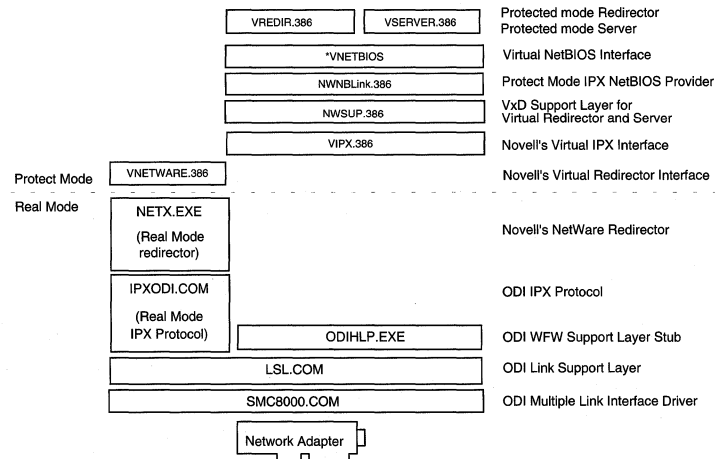 VREDIR.386 VSERVER.386 Protected mode Redirector
Protected mode Server
*VNETBIOS Virtual NetBIOS Interface
NWNBLink.386 Protect Mode IPX NetBIOS Provider
NWSUP.386 VxD Support Layer for
Virtual Redirector and Server
VIPX.386 Novell's Virtual IPX Interface
Protect Mode VNETWARE.386 Novell's Virtual Redirector Interface
Real Mode NETX.EXE
(Real Mode
redirector) Novell's NetWare Redirector
IPXODI.COM ODI IPX Protocol
(Real Mode
IPX Protocol) ODIHLP.EXE ODI WFW Support Layer Stub
LSL.COM ODI Link Support Layer
SMC8000.COM ODI Multiple Link Interface Driver
Network Adapter